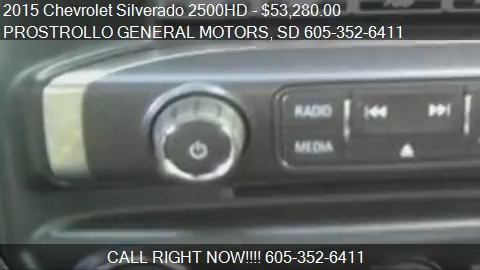 2015 Chevrolet Silverado 2500HD - $53,280.00
PROSTROLLO GENERAL MOTORS, SD 605-352-6411
RADIO
MEDIA
CALL RIGHT NOW!!!! 605-352-6411